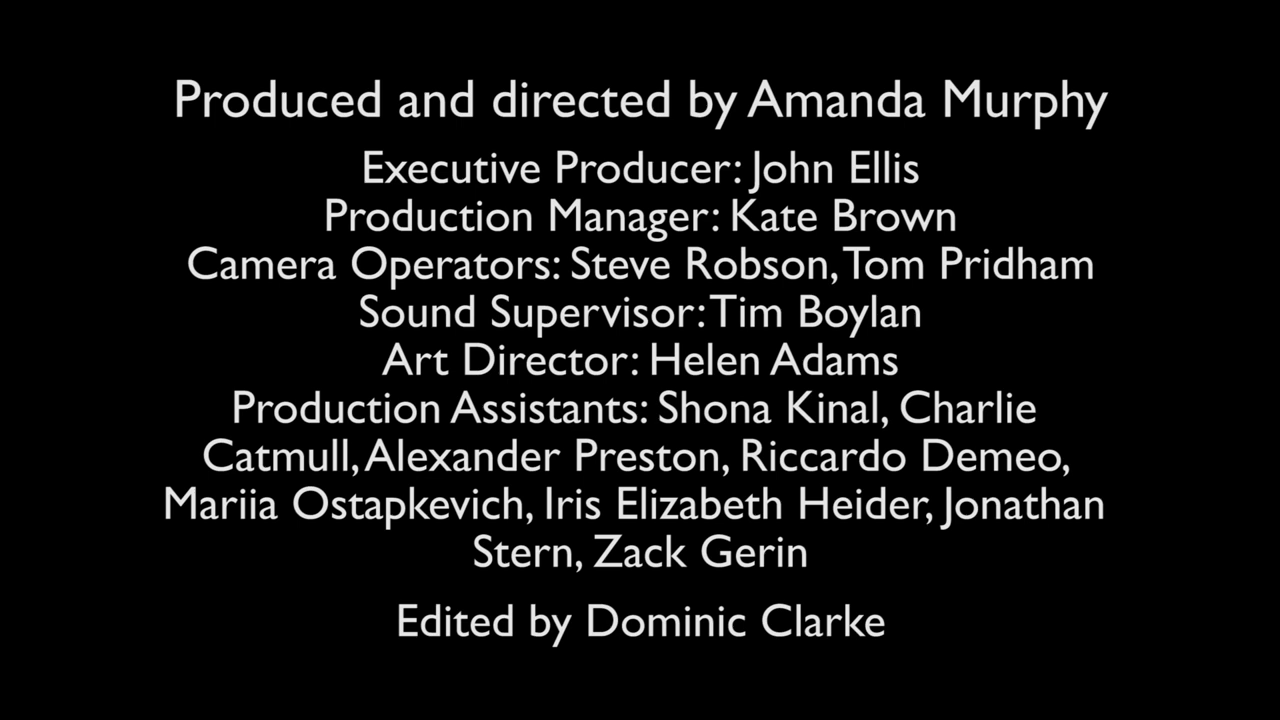 Produced and directed by Amanda Murphy
Executive Producer: John Ellis
Production Manager: Kate Brown
Camera Operators: Steve Robson, Tom Pridham
Sound Supervisor: Tim Boylan
Art Director: Helen Adams
Production Assistants: Shona Kinal, Charlie
Catmull, Alexander Preston, Riccardo Demeo,
Mariia Ostapkevich, Iris Elizabeth Heider, Jonathan
Stern, Zack Gerin
Edited by Dominic Clarke